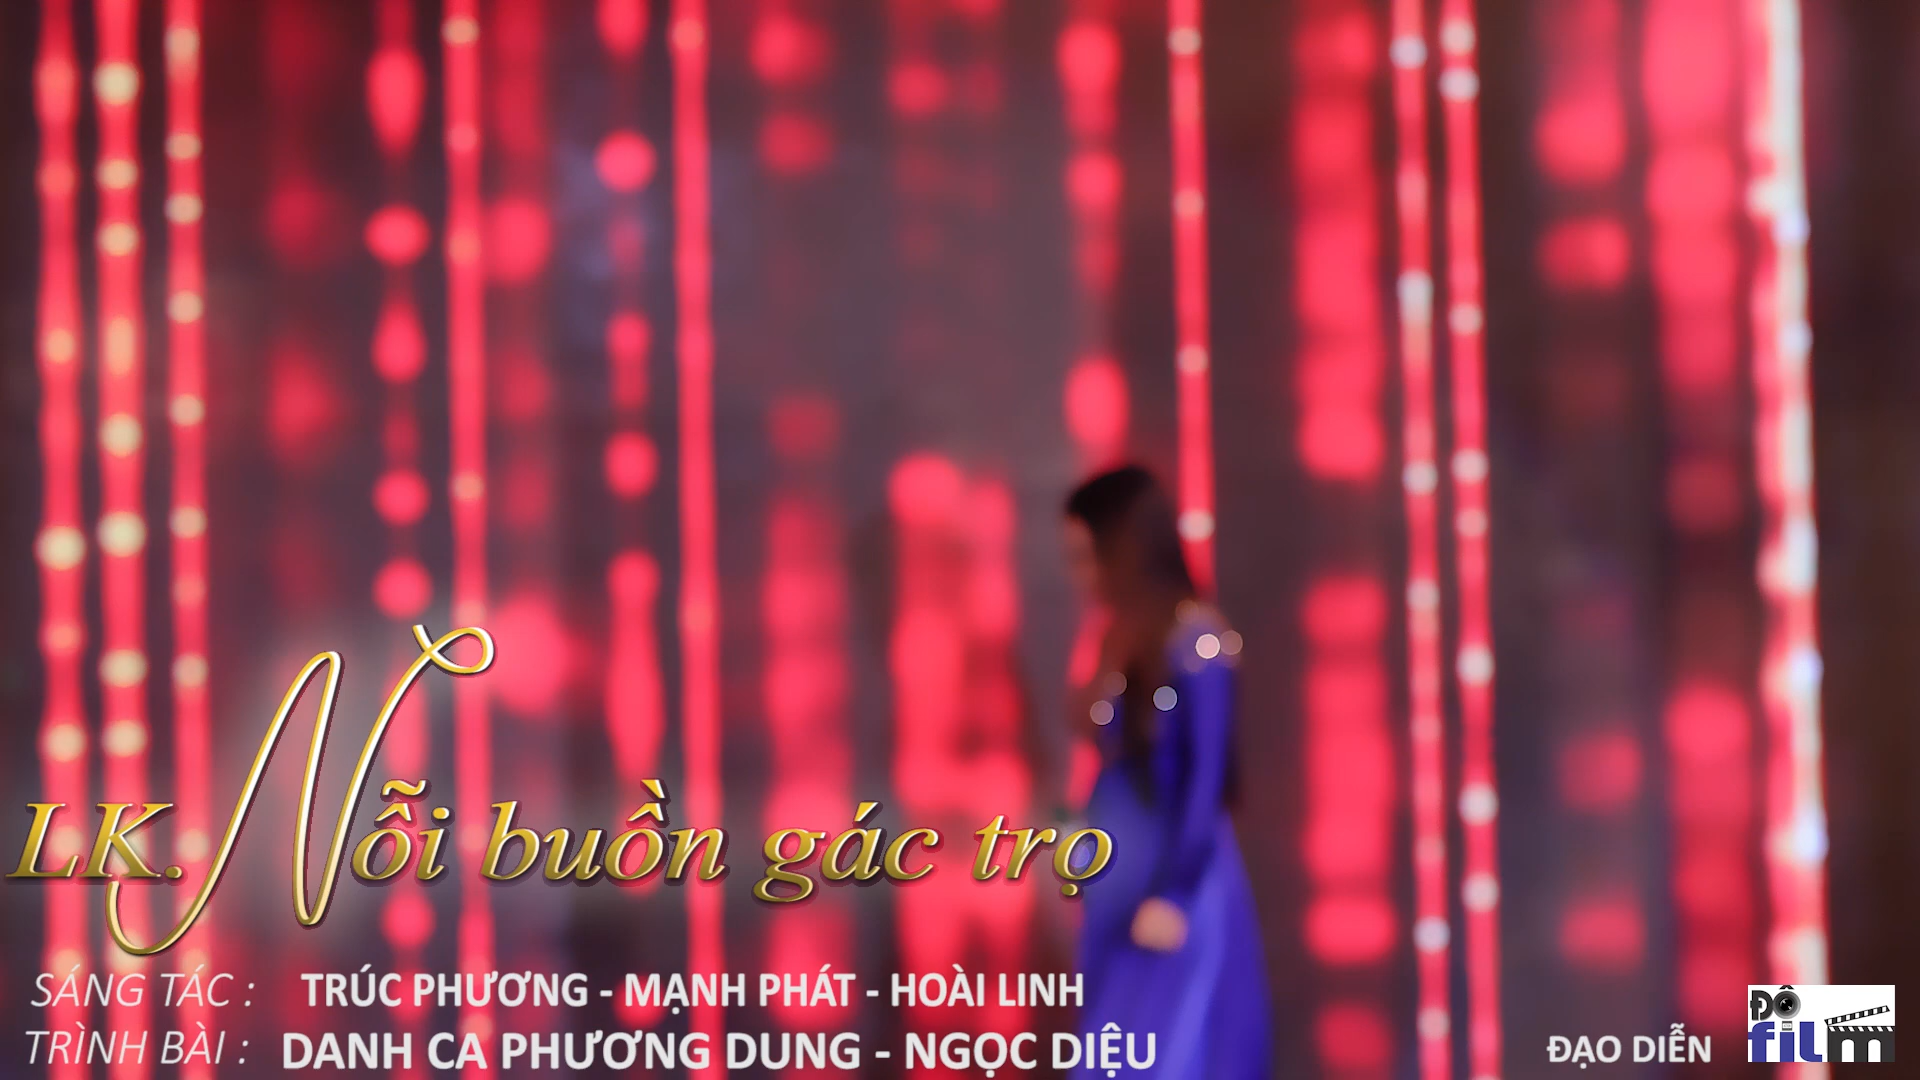 LK. Nỗi buồn gác trọ
SÁNG TÁC : TRÚC PHƯƠNG - MẠNH PHÁT - HOÀI LINH
TRÌNH BÀI : DANH CA PHƯƠNG DUNG - NGỌC DIỆU
ĐẠO DIỄN
ĐÔ
film